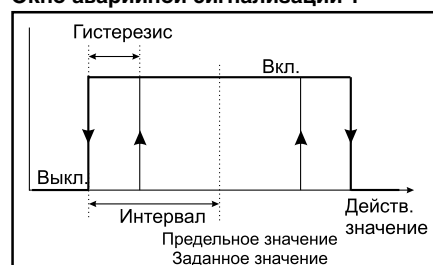 Окно аварийной сигнализации 1
Гистерезис
Вкл.
Выкл.
Интервал
Действ.
значение
Предельное значение
Заданное значение